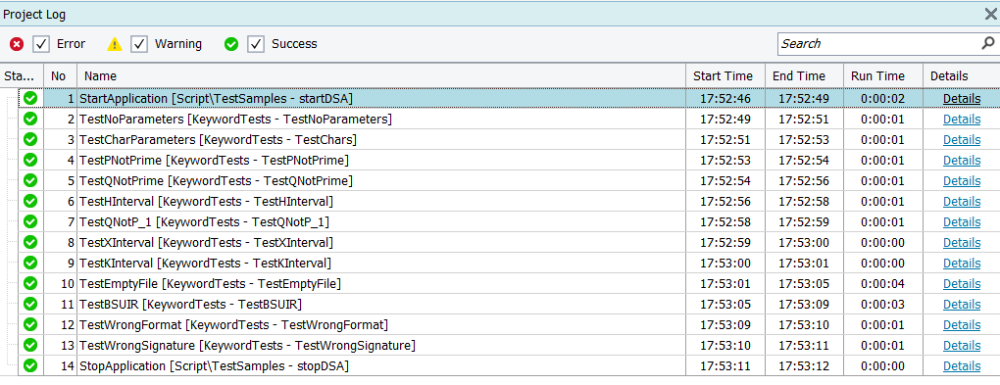 Project Log
Error Warning Success Search
Sta... No Name Start Time End Time Run Time Details
1 StartApplication [Script\TestSamples - startDSA] 17:52:46 17:52:49 0:00:02 Details
2 TestNoParameters [KeywordTests - TestNoParameters] 17:52:49 17:52:51 0:00:01 Details
3 TestCharParameters [KeywordTests - TestChars] 17:52:51 17:52:53 0:00:01 Details
4 TestPNotPrime [KeywordTests - TestPNotPrime] 17:52:53 17:52:54 0:00:01 Details
5 TestQNotPrime [KeywordTests - TestQNotPrime] 17:52:54 17:52:56 0:00:01 Details
6 TestHInterval [KeywordTests - TestHInterval] 17:52:56 17:52:58 0:00:01 Details
7 TestQNotP_1 [KeywordTests - TestQNotP_1] 17:52:58 17:52:59 0:00:01 Details
8 TestXInterval [KeywordTests - TestXInterval] 17:52:59 17:53:00 0:00:00 Details
9 TestKInterval [KeywordTests - TestKInterval] 17:53:00 17:53:01 0:00:00 Details
10 TestEmptyFile [KeywordTests - TestEmptyFile] 17:53:01 17:53:05 0:00:04 Details
11 TestBSUIR [KeywordTests - TestBSUIR] 17:53:05 17:53:09 0:00:03 Details
12 TestWrongFormat [KeywordTests - TestWrongFormat] 17:53:09 17:53:10 0:00:01 Details
13 TestWrongSignature [KeywordTests - TestWrongSignature] 17:53:10 17:53:11 0:00:01 Details
14 StopApplication [Script\TestSamples - stopDSA] 17:53:11 17:53:12 0:00:00 Details